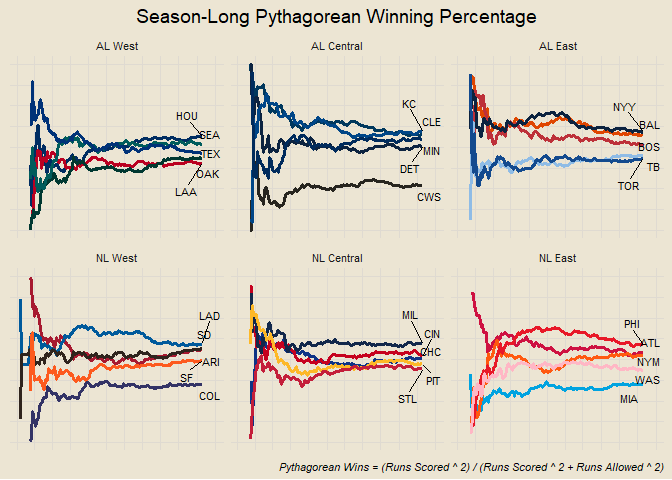 Season-Long Pythagorean Winning Percentage
AL West
AL Central
AL East
HOU
SEA
TEX
OAK
LAA
KC
CLE
MIN
DET
CWS
NYY
BAL
BOS
TB
TOR
NL West
NL Central
NL East
LAD
SD
ARI
SF
COL
MIL
CIN
CHC
PIT
STL
PHI
ATL
NYM
WAS
MIA
Pythagorean Wins = (Runs Scored ^ 2) / (Runs Scored ^ 2 + Runs Allowed ^ 2)